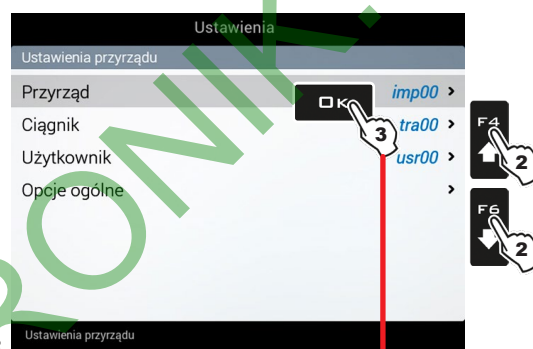 Ustawienia
Ustawienia przyrządu
Przyrząd imp00 >
OK
3
Ciągnik tra00 >
F4
2
Użytkownik usr00 >
Opcje ogólne >
F6
2
Ustawienia przyrządu
RONIK.